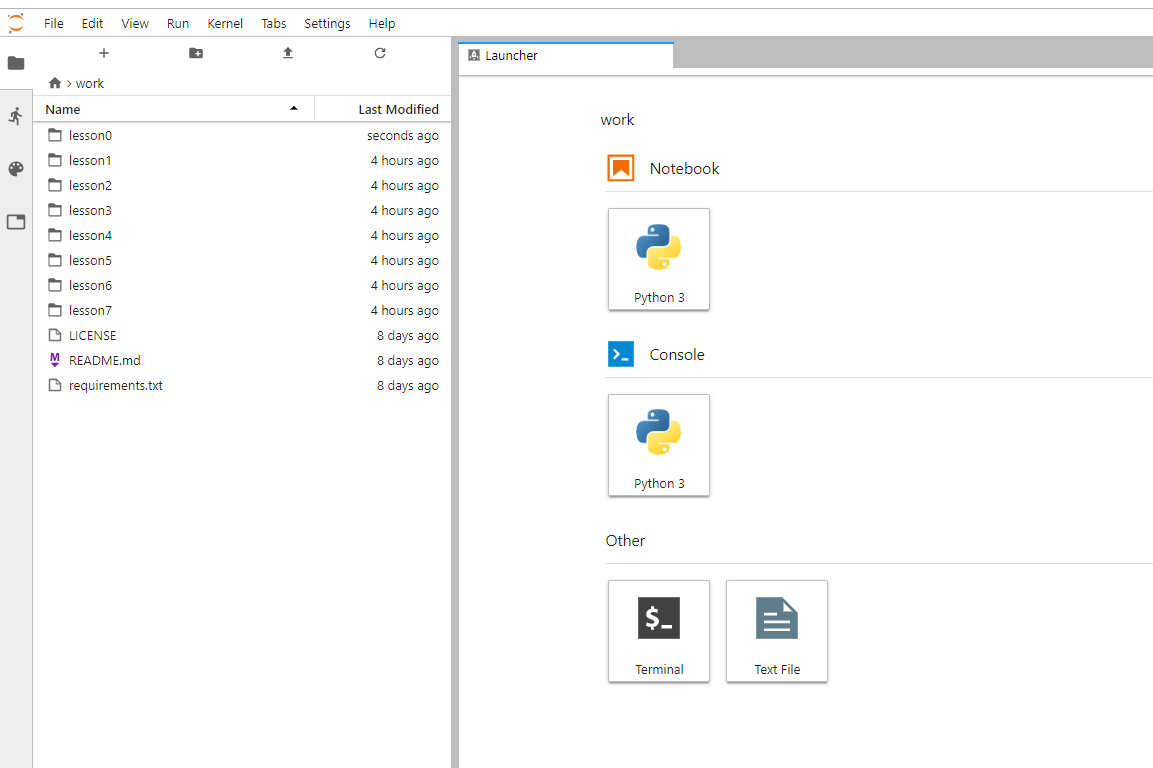 File Edit View Run Kernel Tabs Settings Help
Launcher
work
Name Last Modified
lesson0 seconds ago
lesson1 4 hours ago
lesson2 4 hours ago
lesson3 4 hours ago
lesson4 4 hours ago
lesson5 4 hours ago
lesson6 4 hours ago
lesson7 4 hours ago
LICENSE 8 days ago
README.md 8 days ago
requirements.txt 8 days ago
work
Notebook
Python 3
Console
Python 3
Other
$_
Terminal Text File